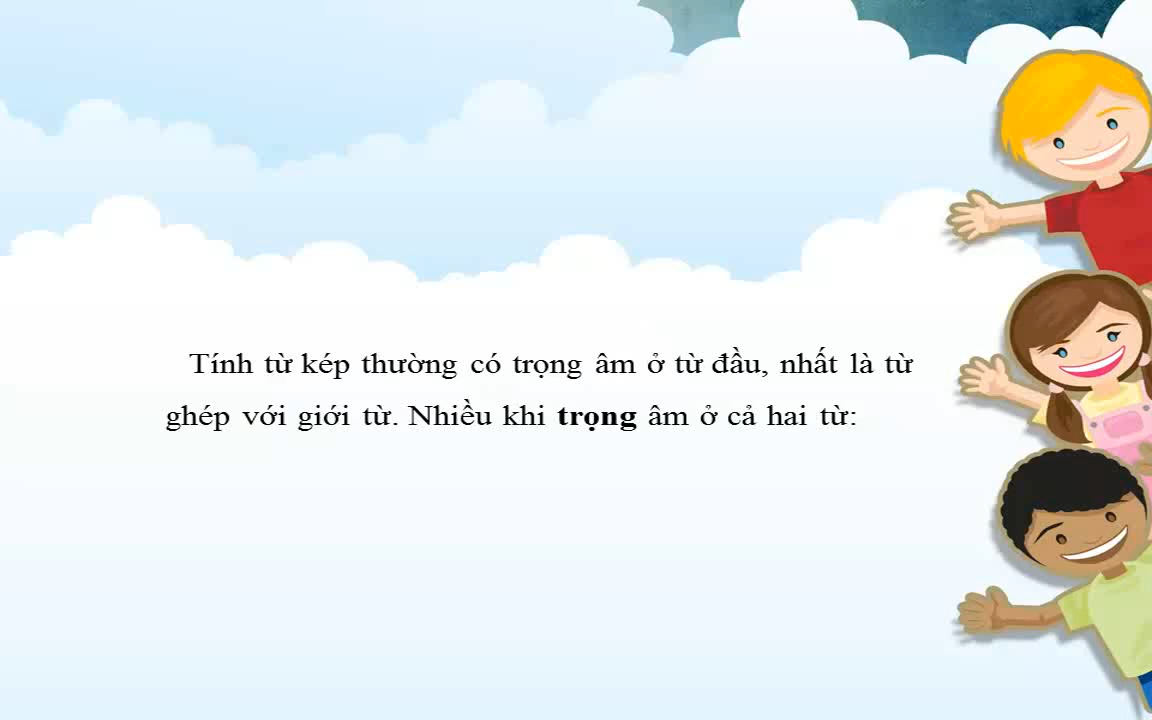 Tính từ kép thường có trọng âm ở từ đầu, nhất là từ
ghép với giới từ. Nhiều khi trọng âm ở cả hai từ: